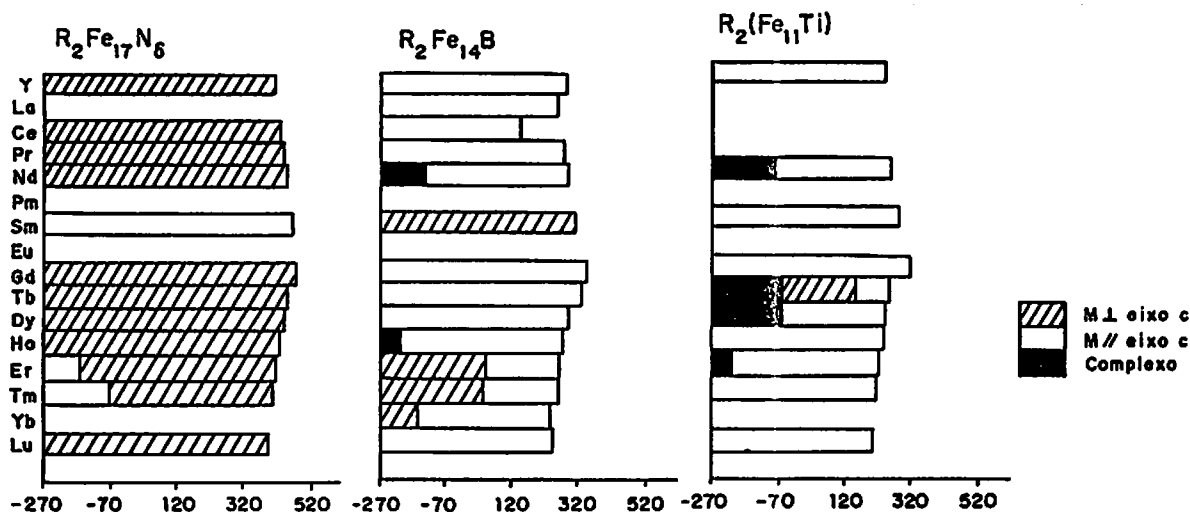 R₂Fe₁₇Nδ
R₂Fe₁₄B
R₂(Fe₁₁Ti)
Y
La
Ce
Pr
Nd
Pm
Sm
Eu
Gd
Tb
Dy
Ho
Er
Tm
Yb
Lu
M⊥ eixo c
M// eixo c
Complexo
-270 -70 120 320 520
-270 -70 120 320 520
-270 -70 120 320 520